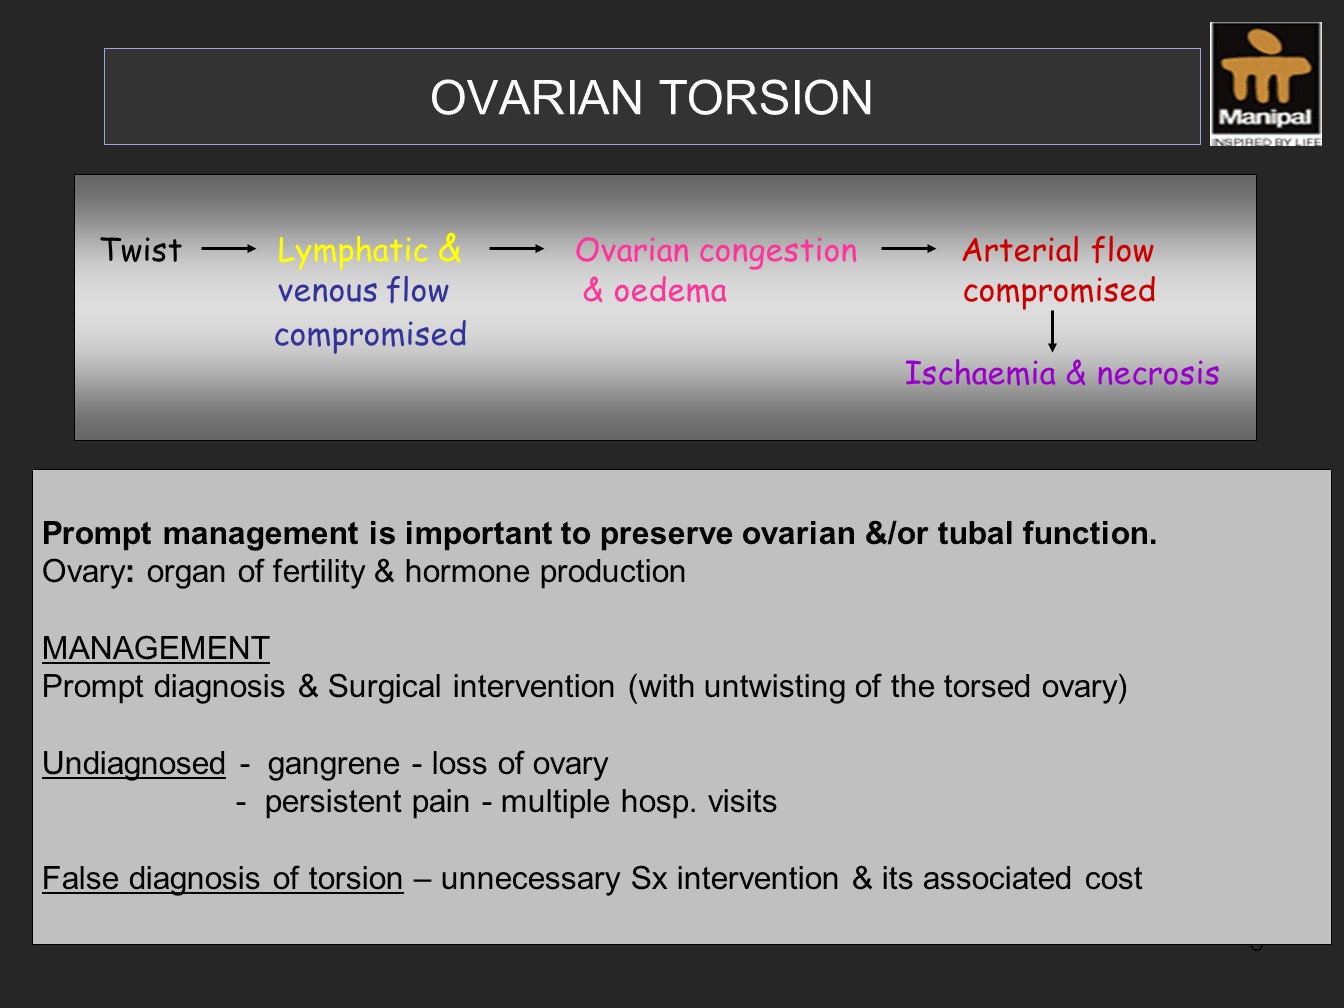 OVARIAN TORSION
Manipal
INSPIRED BY LIFE
Twist
Lymphatic &
venous flow
compromised
Ovarian congestion
& oedema
Arterial flow
compromised
Ischaemia & necrosis
Prompt management is important to preserve ovarian &/or tubal function.
Ovary: organ of fertility & hormone production
MANAGEMENT
Prompt diagnosis & Surgical intervention (with untwisting of the torsed ovary)
Undiagnosed - gangrene - loss of ovary
- persistent pain - multiple hosp. visits
False diagnosis of torsion – unnecessary Sx intervention & its associated cost